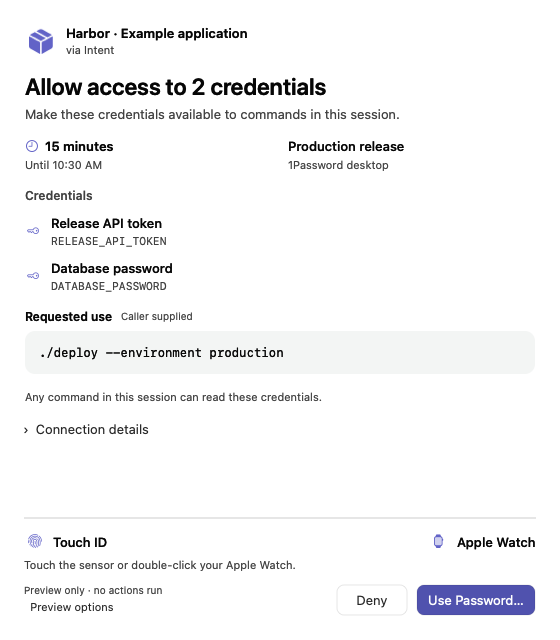 Harbor · Example application
via Intent
Allow access to 2 credentials
Make these credentials available to commands in this session.
15 minutes
Until 10:30 AM
Production release
1Password desktop
Credentials
Release API token
RELEASE_API_TOKEN
Database password
DATABASE_PASSWORD
Requested use Caller supplied
./deploy --environment production
Any command in this session can read these credentials.
› Connection details
Touch ID
Apple Watch
Touch the sensor or double-click your Apple Watch.
Preview only · no actions run
Preview options
Deny
Use Password...